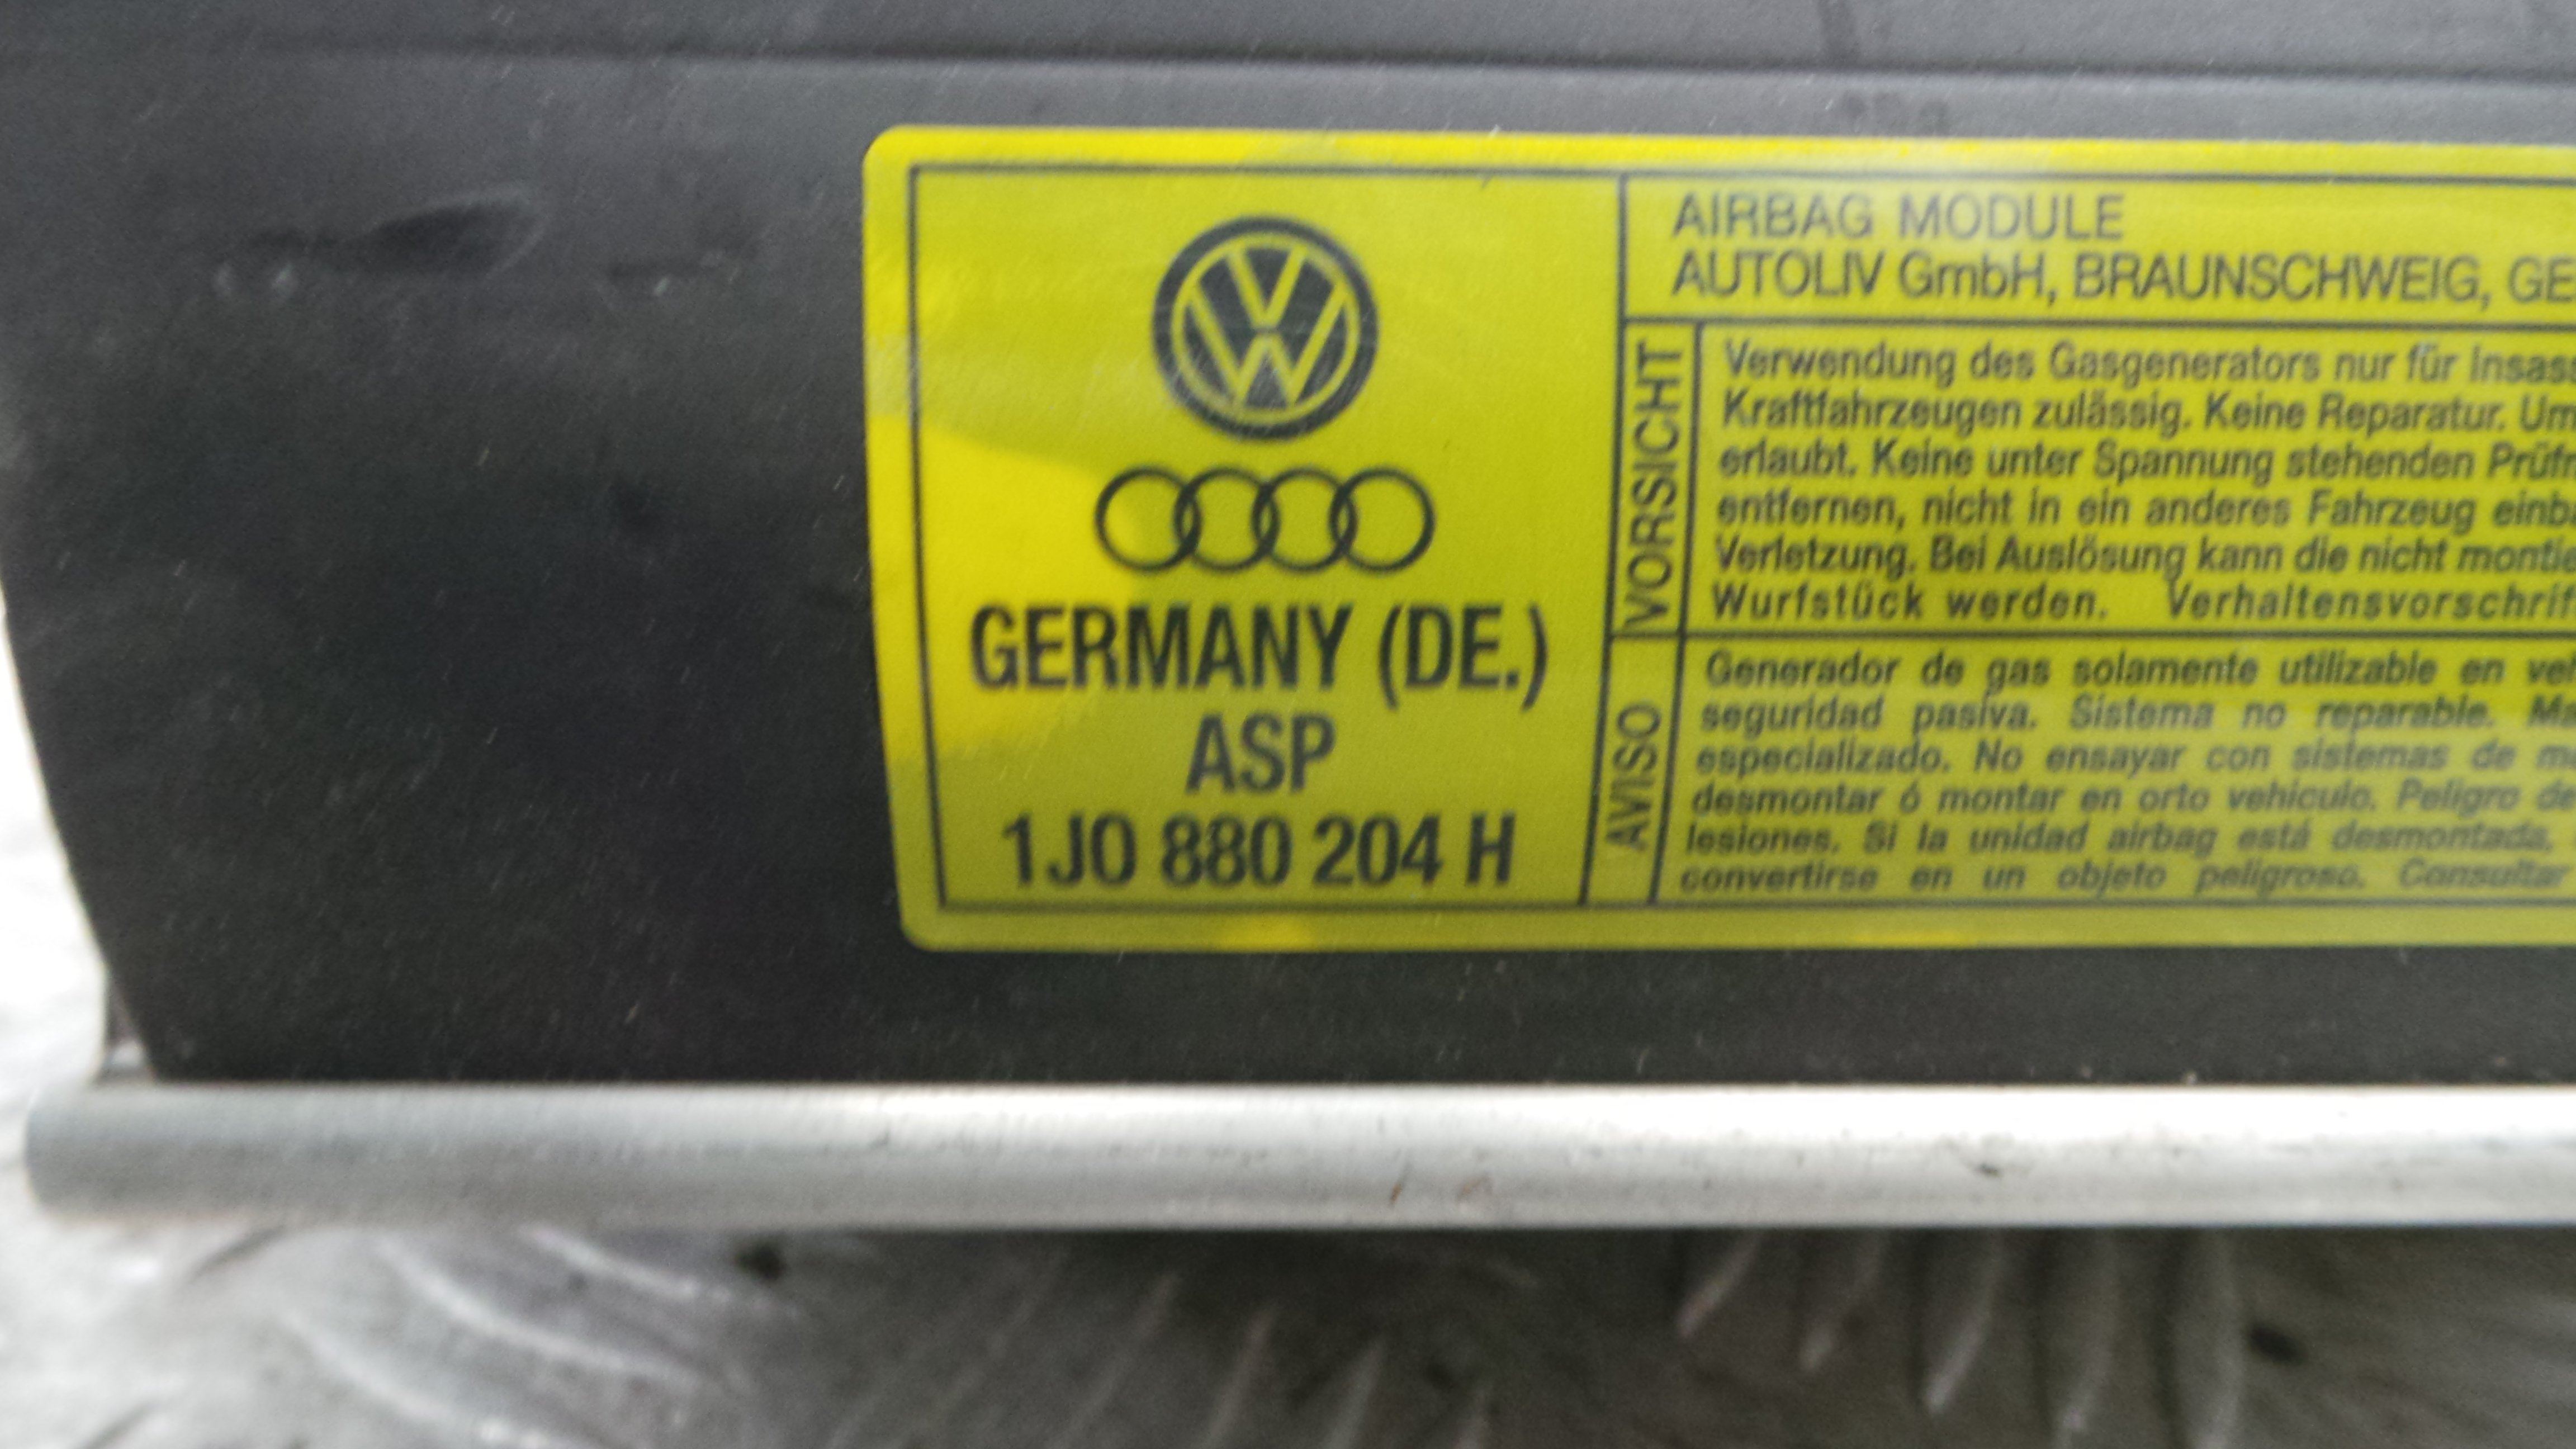 GERMANY (DE.)
ASP
1J0 880 204 H
AIRBAG MODULE
AUTOLIV GmbH, BRAUNSCHWEIG,
VORSICHT
Verwendung des Gasgenerators nur für
Kraftfahrzeugen zulässig. Keine Reparatur.
erlaubt. Keine unter Spannung stehenden
entfernen, nicht in ein anderes Fahrzeug
Verletzung. Bei Auslösung kann die nicht
Wurfstück werden. Verhaltensvorschrif
AVISO
Generador de gas solamente utilizable en
seguridad pasiva. Sistema no reparable.
especializado. No ensayar con sistemas de
desmontar ó montar en orto vehiculo. Peligro
lesiones. Si la unidad airbag está desmontada,
convertirse en un objeto peligroso. Consultar